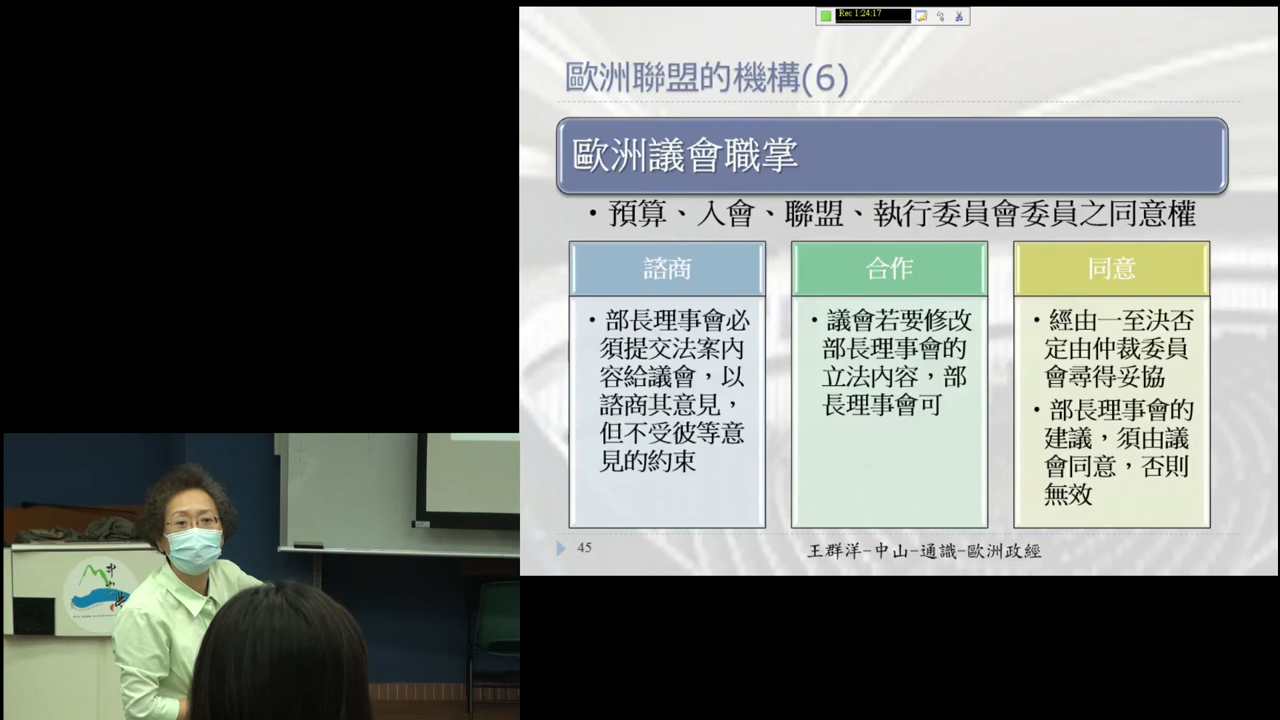 Rec 1:24:17
歐洲聯盟的機構(6)
歐洲議會職掌
・預算、入會、聯盟、執行委員會委員之同意權
諮商
・部長理事會必
須提交法案內
容給議會，以
諮商其意見，
但不受彼等意
見的約束
合作
・議會若要修改
部長理事會的
立法內容，部
長理事會可
同意
・經由一至決否
定由仲裁委員
會尋得妥協
・部長理事會的
建議，須由議
會同意，否則
無效
45
王群洋-中山-通識-歐洲政經
中山